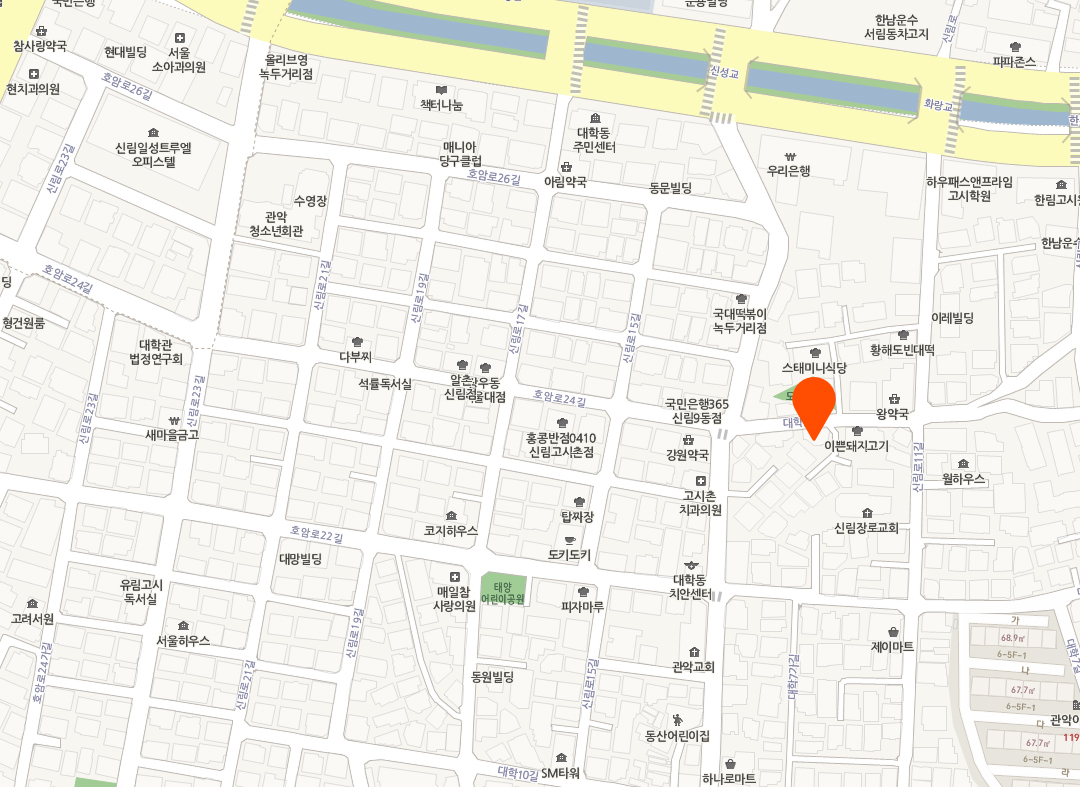 국민은행
운봉빌딩
한남운수
서림동차고지
신림로
참사랑약국
현대빌딩
서울
소아과의원
올리브영
녹두거리점
신성교
파파존스
현치과의원
호암로26길
책터나눔
화랑교
한
대학동
주민센터
신림일성트루엘
오피스텔
매니아
당구클럽
호암로26길
아림약국
동문빌딩
우리은행
신림로23길
하우패스앤프라임
고시학원
한림고시원
수영장
관악
청소년회관
한남운수
호암로24길
딩
신림로21길
신림로19길
신림로17길
신림로15길
국대떡볶이
녹두거리점
이레빌딩
형건원룸
대학관
법정연구회
다부찌
황해도빈대떡
스태미니식당
석률독서실
알촌
신림점
우동
대점
호암로24길
국민은행365
신림9동점
도
대학
왕약국
신림로23길
신림로23길
새마을금고
홍콩반점0410
신림고시촌점
강원약국
이쁜돼지고기
신림로11길
월하우스
고시촌
치과의원
탑짜장
코지하우스
신림장로교회
호암로22길
도키도키
대망빌딩
유림고시
독서실
매일참
사랑의원
태양
어린이공원
피자마루
대학동
치안센터
고려서원
서울하우스
신림로19길
제이마트
가
68.9㎡
6-5F-1
나
67.7㎡
6-5F-1
다
67.7㎡
6-5F-1
라
119
대학7길
관악이
호암로24가길
신림로21길
동원빌딩
신림로15길
관악교회
대학7가길
동산어린이집
SM타워
대학10길
하나로마트